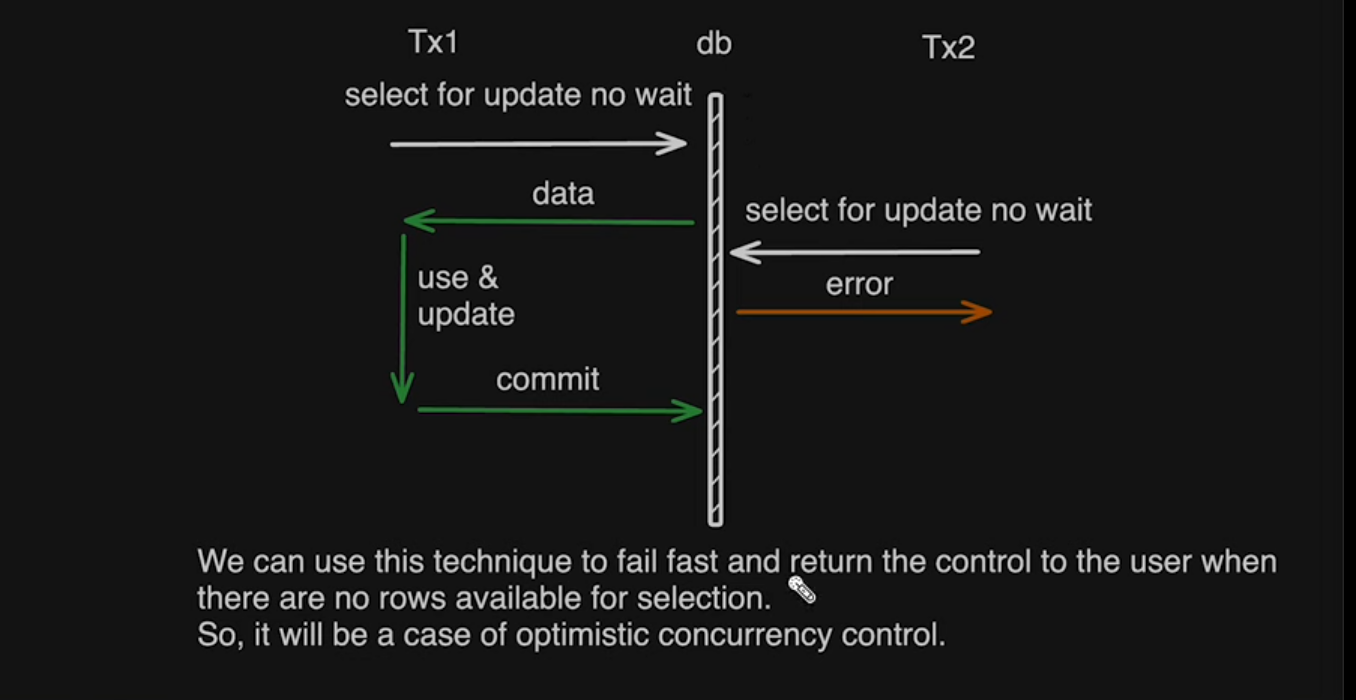 Tx1
db
Tx2
select for update no wait
data
select for update no wait
use &
error
update
commit
We can use this technique to fail fast and return the control to the user when
there are no rows available for selection.
So, it will be a case of optimistic concurrency control.